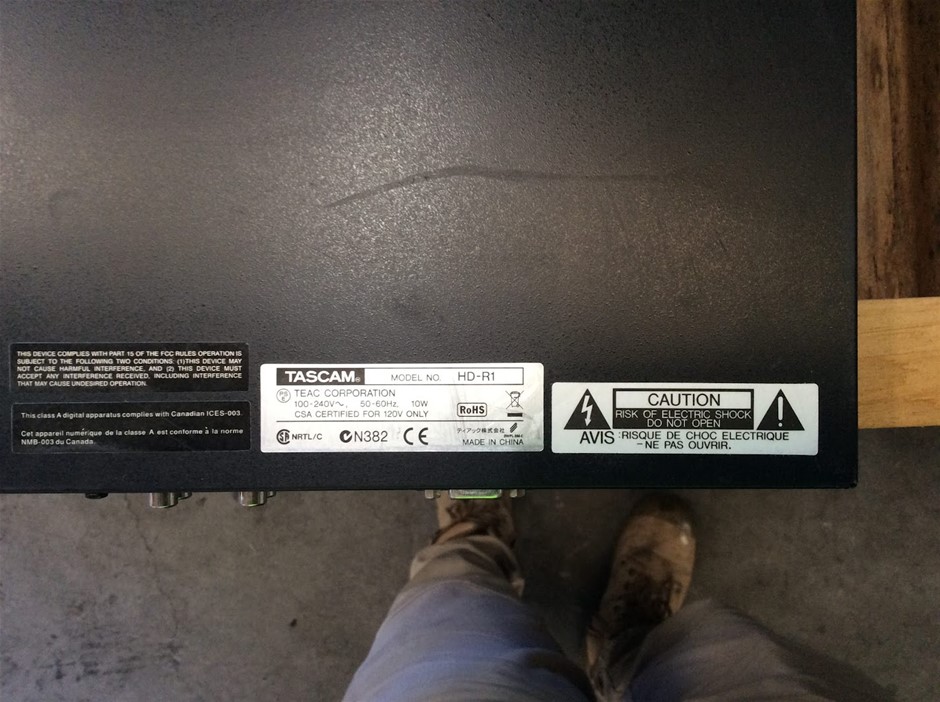 THIS DEVICE COMPLIES WITH PART 15 OF THE FCC RULES OPERATION IS
SUBJECT TO THE FOLLOWING TWO CONDITIONS: (1)THIS DEVICE MAY
NOT CAUSE HARMFUL INTERFERENCE, AND (2) THIS DEVICE MUST
ACCEPT ANY INTERFERENCE RECEIVED, INCLUDING INTERFERENCE
THAT MAY CAUSE UNDESIRED OPERATION.
This class A digital apparatus complies with Canadian ICES-003.
Cet appareil numérique de la classe A est conforme à la norme
NMB-003 du Canada.
TASCAM® MODEL NO. HD-R1
PS E TEAC CORPORATION
100-240V~, 50-60Hz, 10W
CSA CERTIFIED FOR 120V ONLY
RoHS
NRTL/C N382 CE
ティアック株式会社
MADE IN CHINA
CAUTION
RISK OF ELECTRIC SHOCK
DO NOT OPEN
AVIS :RISQUE DE CHOC ELECTRIQUE
- NE PAS OUVRIR.